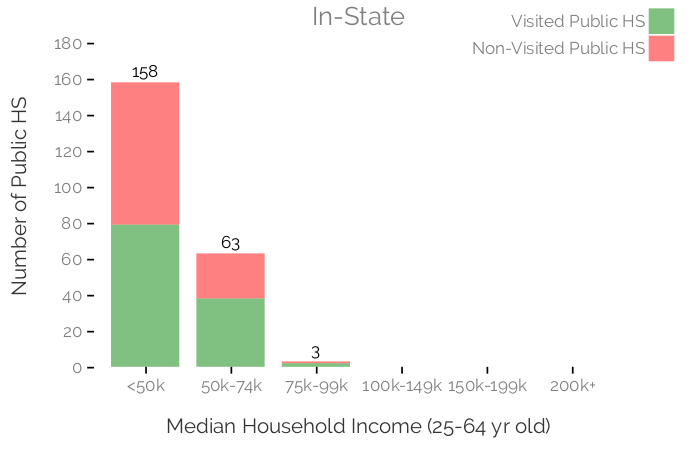 In-State
Visited Public HS
Non-Visited Public HS
Number of Public HS
180
160
140
120
100
80
60
40
20
0
158
63
3
<50k 50k-74k 75k-99k 100k-149k 150k-199k 200k+
Median Household Income (25-64 yr old)